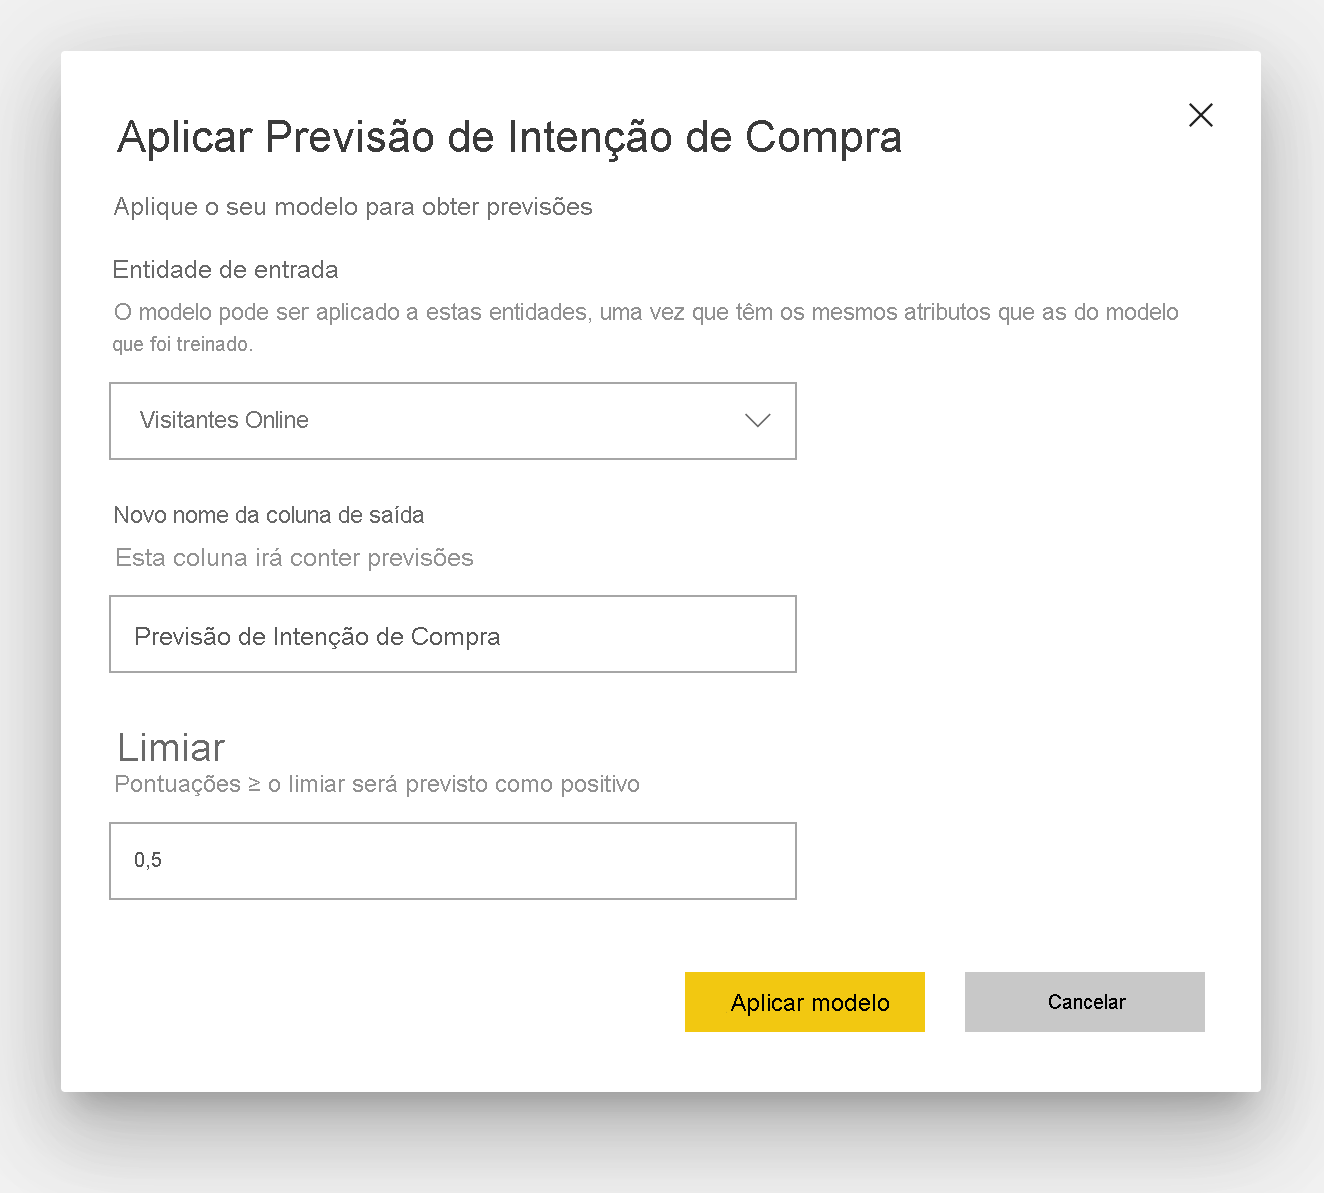 Aplicar Previsão de Intenção de Compra
Aplique o seu modelo para obter previsões
Entidade de entrada
O modelo pode ser aplicado a estas entidades, uma vez que têm os mesmos atributos que as do modelo
que foi treinado.
Visitantes Online
Novo nome da coluna de saída
Esta coluna irá conter previsões
Previsão de Intenção de Compra
Limiar
Pontuações ≥ o limiar será previsto como positivo
0,5
Aplicar modelo
Cancelar